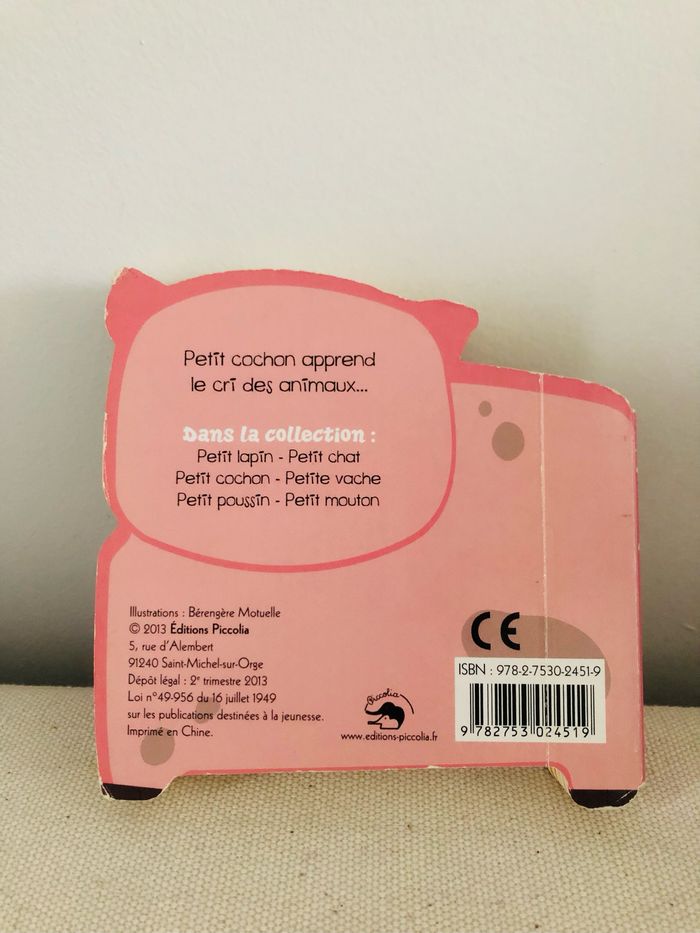 Petit cochon apprend
le cri des animaux...
Dans la collection :
Petit lapin - Petit chat
Petit cochon - Petite vache
Petit poussin - Petit mouton
Illustrations : Bérengère Motuelle
© 2013 Éditions Piccolia
5, rue d'Alembert
91240 Saint-Michel-sur-Orge
Dépôt légal : 2e trimestre 2013
Loi n°49-956 du 16 juillet 1949
sur les publications destinées à la jeunesse.
Imprimé en Chine.
Piccolia
www.editions-piccolia.fr
CE
ISBN : 978-2-7530-2451-9
9 782753 024519